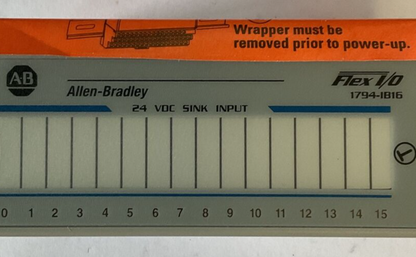 Wrapper must be
removed prior to power-up.
AB
Allen-Bradley
Flex I/O
1794-IB16
24 VDC SINK INPUT
0 1 2 3 4 5 6 7 8 9 10 11 12 13 14 15